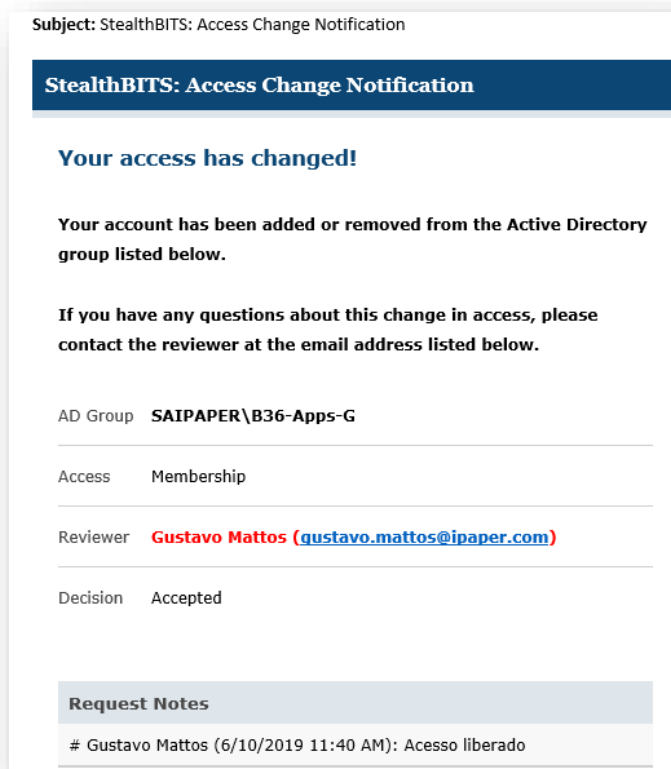 Subject: StealthBITS: Access Change Notification
StealthBITS: Access Change Notification
Your access has changed!
Your account has been added or removed from the Active Directory
group listed below.
If you have any questions about this change in access, please
contact the reviewer at the email address listed below.
AD Group SAIPAPER\B36-Apps-G
Access Membership
Reviewer Gustavo Mattos (gustavo.mattos@ipaper.com)
Decision Accepted
Request Notes
# Gustavo Mattos (6/10/2019 11:40 AM): Acesso liberado